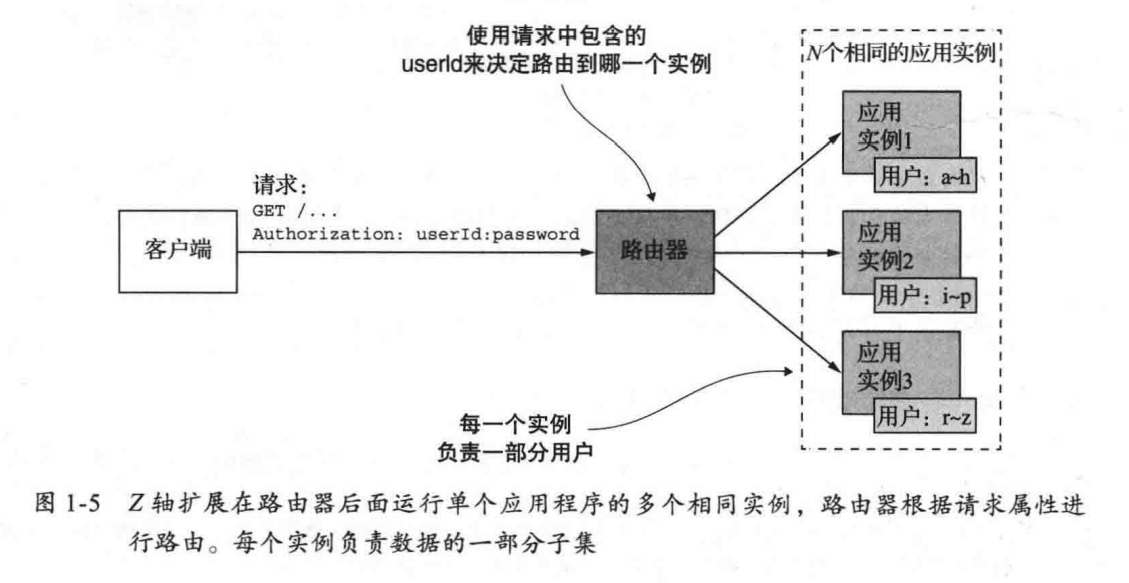 使用请求中包含的
userId来决定路由到哪一个实例
N个相同的应用实例
应用
实例1
用户：a~h
请求：
GET /...
Authorization: userId:password
客户端
路由器
应用
实例2
用户：i~p
应用
实例3
用户：r~z
每一个实例
负责一部分用户
图 1-5 Z 轴扩展在路由器后面运行单个应用程序的多个相同实例，路由器根据请求属性进
行路由。每个实例负责数据的一部分子集